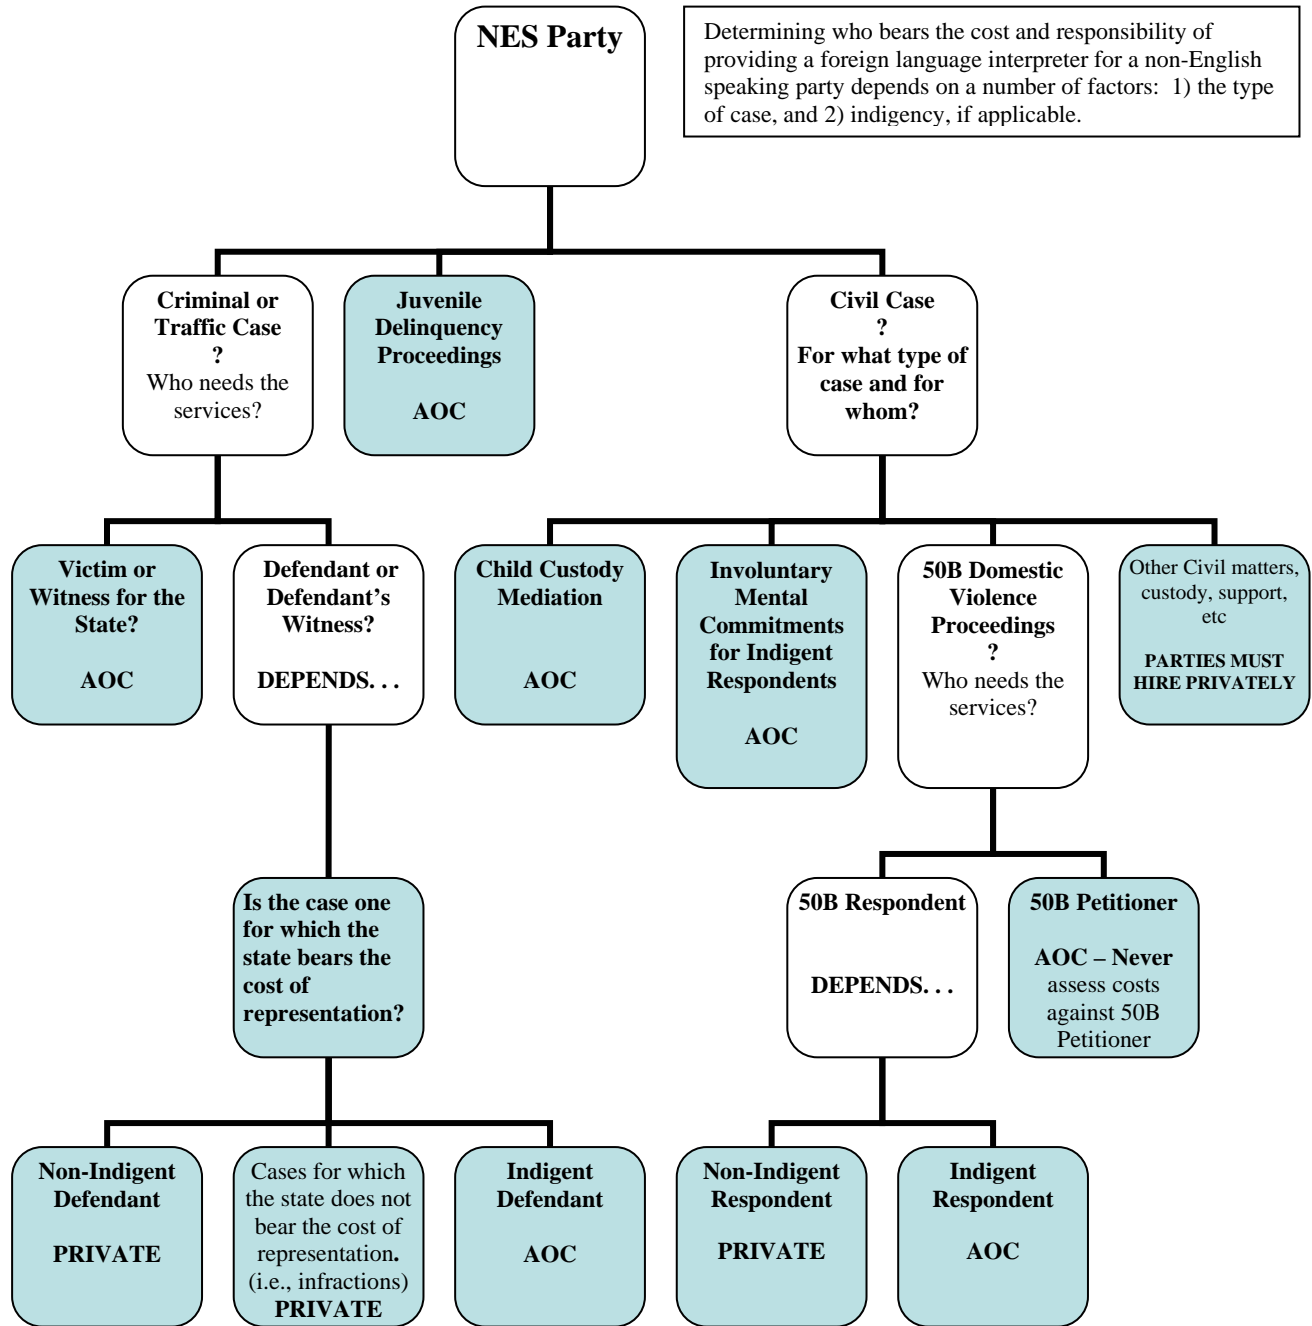 NES Party
Determining who bears the cost and responsibility of
providing a foreign language interpreter for a non-English
speaking party depends on a number of factors:  1) the type
of case, and 2) indigency, if applicable.
Criminal or
Traffic Case
?
Who needs the
services?
Juvenile
Delinquency
Proceedings
AOC
Civil Case
?
For what type of
case and for
whom?
Victim or
Witness for the
State?
AOC
Defendant or
Defendant's
Witness?
DEPENDS. . .
Child Custody
Mediation
AOC
Involuntary
Mental
Commitments
for Indigent
Respondents
AOC
50B Domestic
Violence
Proceedings
?
Who needs the
services?
Other Civil matters,
custody, support,
etc
PARTIES MUST
HIRE PRIVATELY
Is the case one
for which the
state bears the
cost of
representation?
50B Respondent
DEPENDS. . .
50B Petitioner
AOC – Never
assess costs
against 50B
Petitioner
Non-Indigent
Defendant
PRIVATE
Cases for which
the state does not
bear the cost of
representation.
(i.e., infractions)
PRIVATE
Indigent
Defendant
AOC
Non-Indigent
Respondent
PRIVATE
Indigent
Respondent
AOC